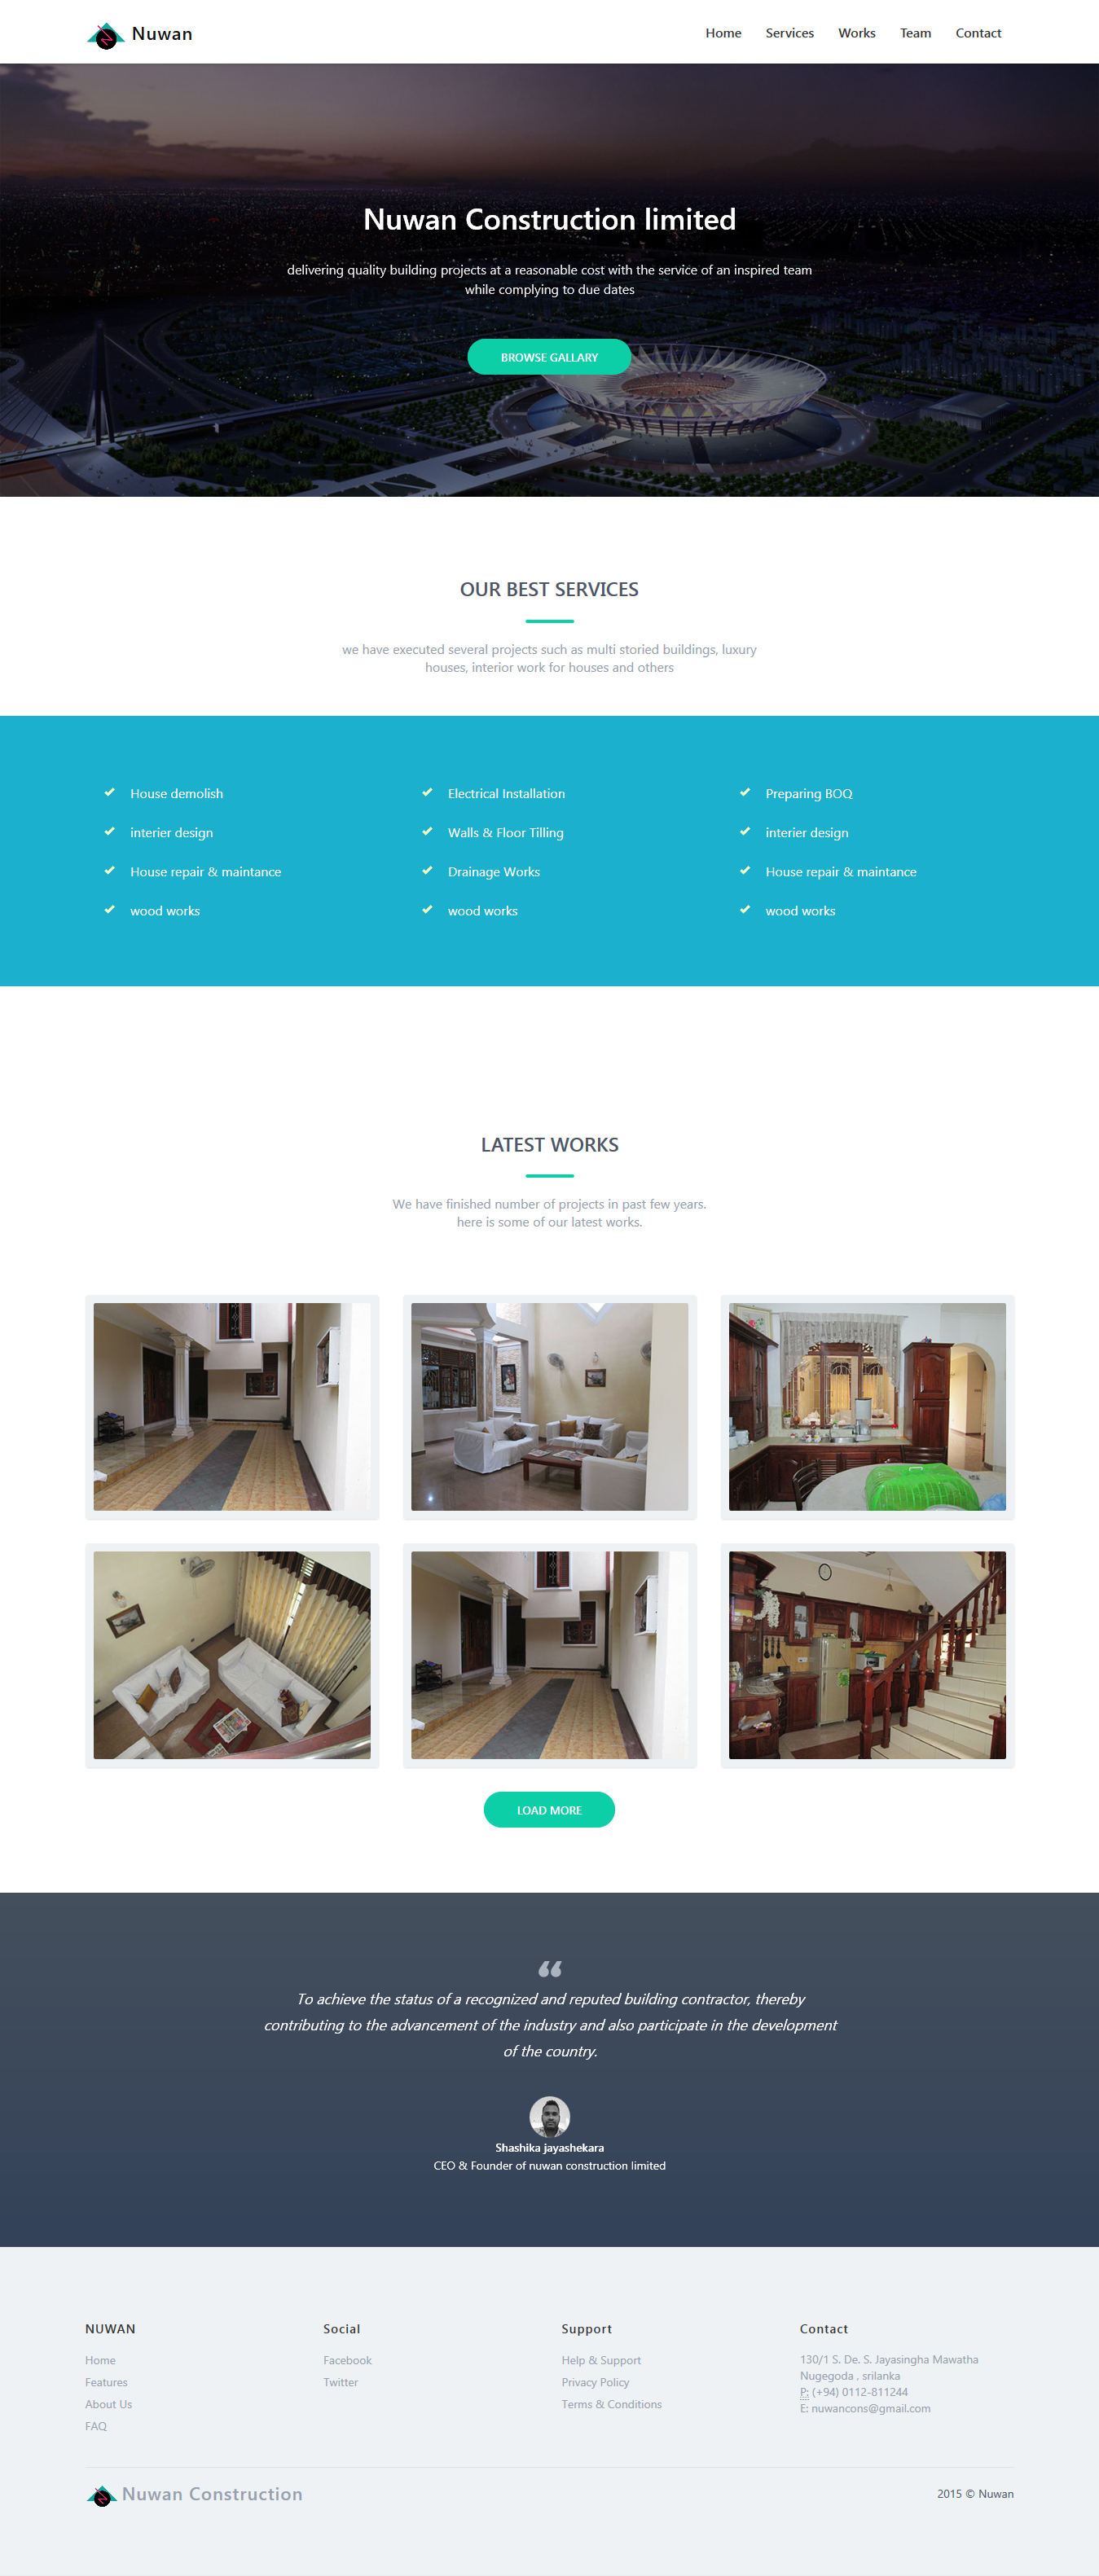 Nuwan
Home Services Works Team Contact
Nuwan Construction limited
delivering quality building projects at a reasonable cost with the service of an inspired team
while complying to due dates
BROWSE GALLARY
OUR BEST SERVICES
we have executed several projects such as multi storied buildings, luxury
houses, interior work for houses and others
House demolish
interier design
House repair & maintance
wood works
Electrical Installation
Walls & Floor Tilling
Drainage Works
wood works
Preparing BOQ
interier design
House repair & maintance
wood works
LATEST WORKS
We have finished number of projects in past few years.
here is some of our latest works.
LOAD MORE
“
To achieve the status of a recognized and reputed building contractor, thereby
contributing to the advancement of the industry and also participate in the development
of the country.
Shashika jayashekara
CEO & Founder of nuwan construction limited
NUWAN
Home
Features
About Us
FAQ
Social
Facebook
Twitter
Support
Help & Support
Privacy Policy
Terms & Conditions
Contact
130/1 S. De. S. Jayasingha Mawatha
Nugegoda , srilanka
P: (+94) 0112-811244
E: nuwancons@gmail.com
Nuwan Construction
2015 © Nuwan